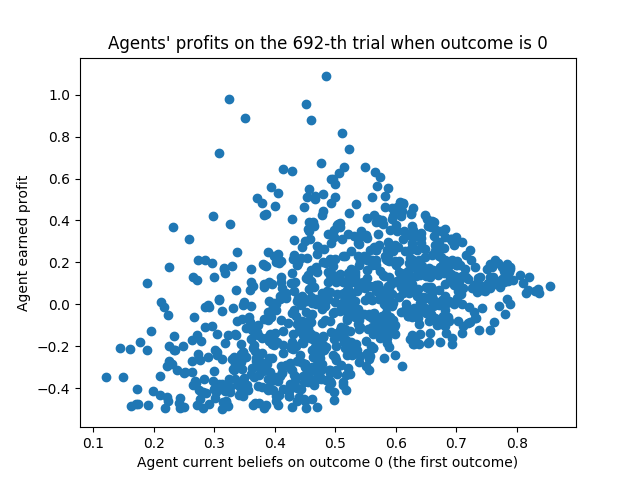 Agents' profits on the 692-th trial when outcome is 0
1.0
0.8
0.6
0.4
0.2
0.0
−0.2
−0.4
Agent earned profit
0.1 0.2 0.3 0.4 0.5 0.6 0.7 0.8
Agent current beliefs on outcome 0 (the first outcome)